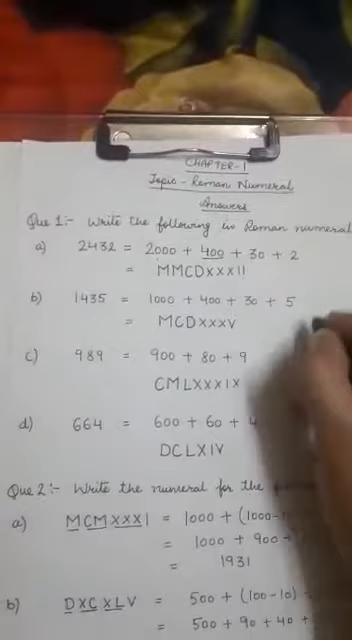 CHAPTER-1
Topic - Roman Numeral
Answers
Que 1:- Write the following in Roman numeral
a) 2432 = 2000 + 400 + 30 + 2
= MMCDXXXII
b) 1435 = 1000 + 400 + 30 + 5
= MCDXXXV
c) 989 = 900 + 80 + 9
CMLXXXIX
d) 664 = 600 + 60 + 4
DCLXIV
Que 2:- Write the numeral for the
a) MCMXXXI = 1000 + (1000-
= 1000 + 900 +
= 1931
b) DXCXLV = 500 + (100-10)
= 500 + 90 + 40 +